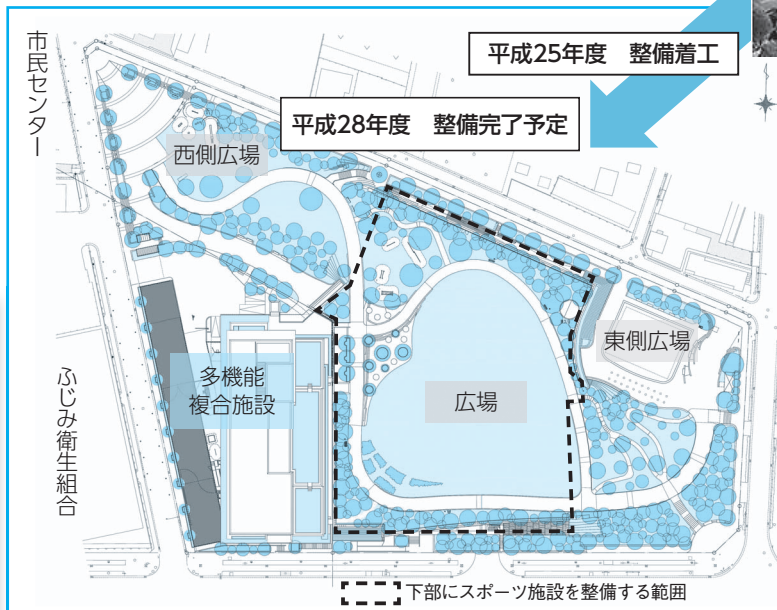 市民センター
平成25年度 整備着工
平成28年度 整備完了予定
西側広場
東側広場
多機能
複合施設
広場
ふじみ衛生組合
下部にスポーツ施設を整備する範囲